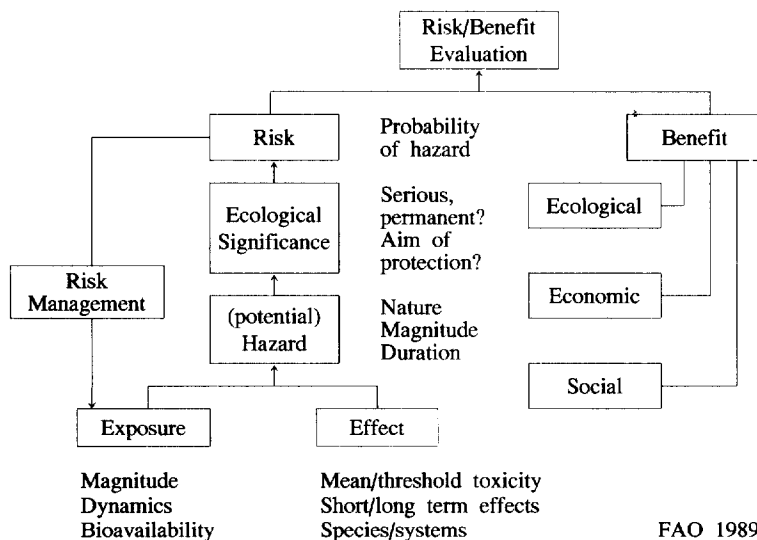 Risk/Benefit
Evaluation
Risk
Probability
of hazard
Benefit
Ecological
Significance
Serious,
permanent?
Aim of
protection?
Ecological
Risk
Management
(potential)
Hazard
Nature
Magnitude
Duration
Economic
Social
Exposure
Effect
Magnitude
Dynamics
Bioavailability
Mean/threshold toxicity
Short/long term effects
Species/systems
FAO 1989